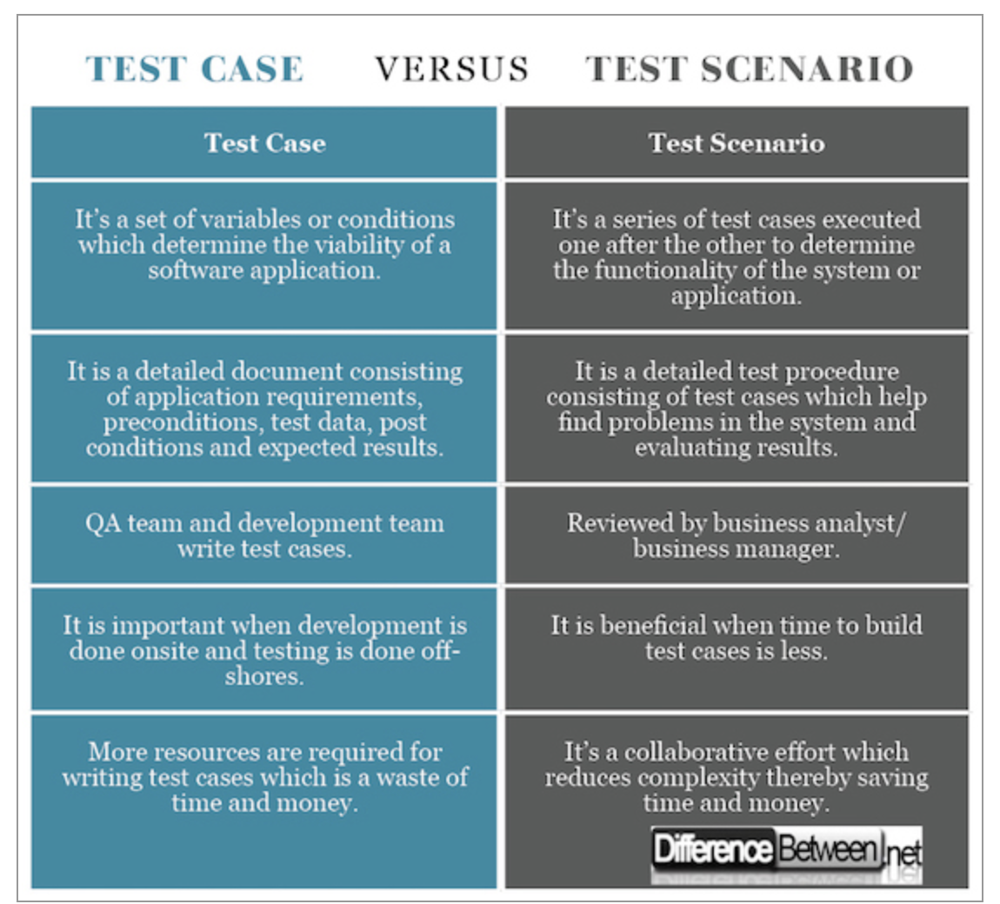 TEST CASE VERSUS TEST SCENARIO
Test Case
Test Scenario
It’s a set of variables or conditions
which determine the viability of a
software application.
It’s a series of test cases executed
one after the other to determine
the functionality of the system or
application.
It is a detailed document consisting
of application requirements,
preconditions, test data, post
conditions and expected results.
It is a detailed test procedure
consisting of test cases which help
find problems in the system and
evaluating results.
QA team and development team
write test cases.
Reviewed by business analyst/
business manager.
It is important when development is
done onsite and testing is done off-
shores.
It is beneficial when time to build
test cases is less.
More resources are required for
writing test cases which is a waste of
time and money.
It’s a collaborative effort which
reduces complexity thereby saving
time and money.
DifferenceBetween.net